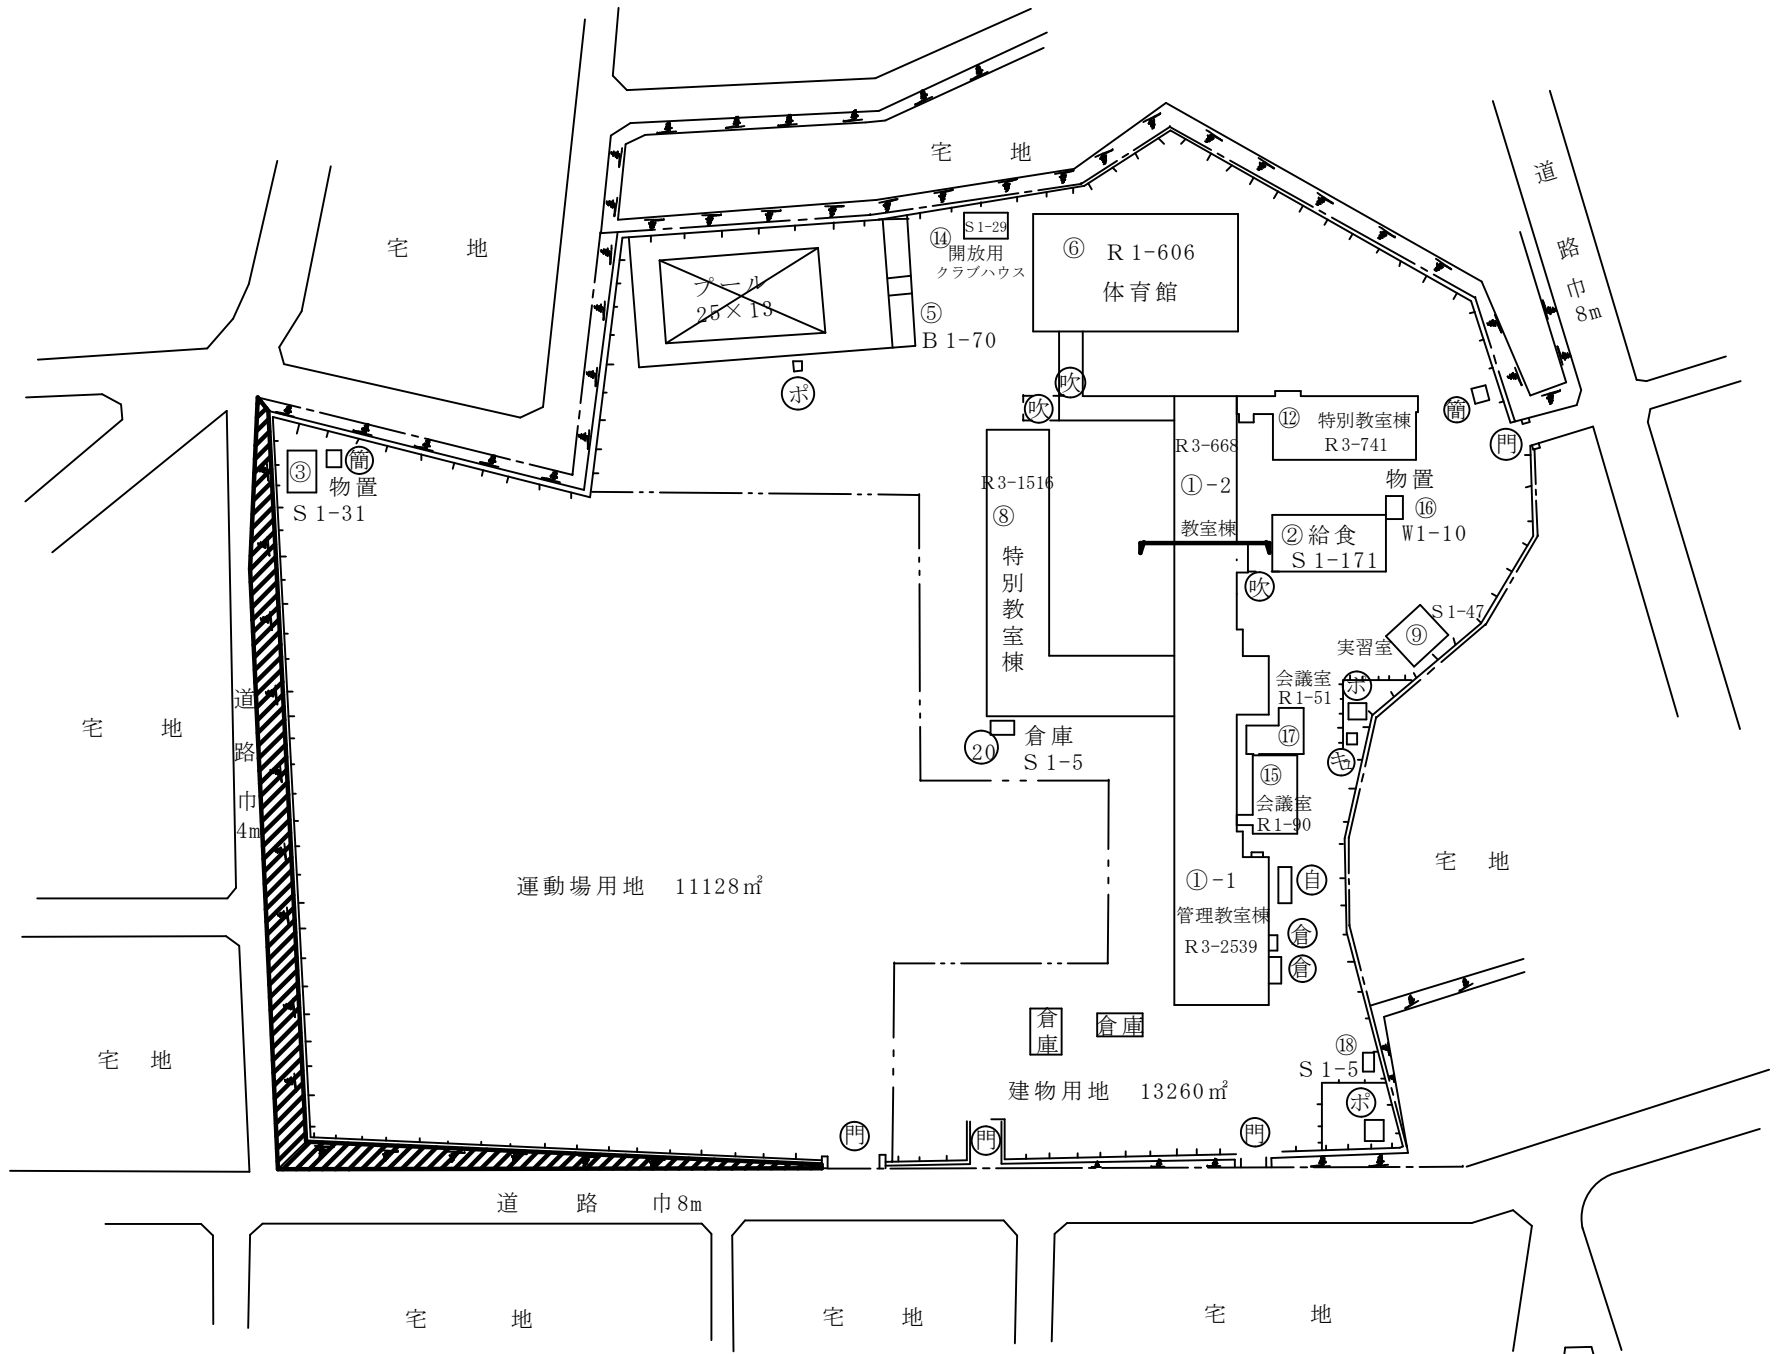 宅　地
宅　地
道路巾8m
プール
25×13
⑭
S1-29
開放用
クラブハウス
⑤
B1-70
ポ
⑥ R1-606
体育館
吹
吹
簡
門
⑫ 特別教室棟
R3-741
R3-668
①-2
教室棟
R3-1516
⑧
特別教室棟
③
簡
物置
S1-31
物置
⑯
W1-10
②給食
S1-171
吹
S1-47
⑨
実習室
会議室
R1-51
ポ
⑰
キュ
⑮
会議室
R1-90
20
倉庫
S1-5
宅　地
道路巾4m
運動場用地　11128㎡
①-1
管理教室棟
R3-2539
自
倉
倉
宅　地
倉庫
倉庫
宅　地
⑱
S1-5
建物用地　13260㎡
ポ
門
門
門
道　路　巾8m
宅　地
宅　地
宅　地